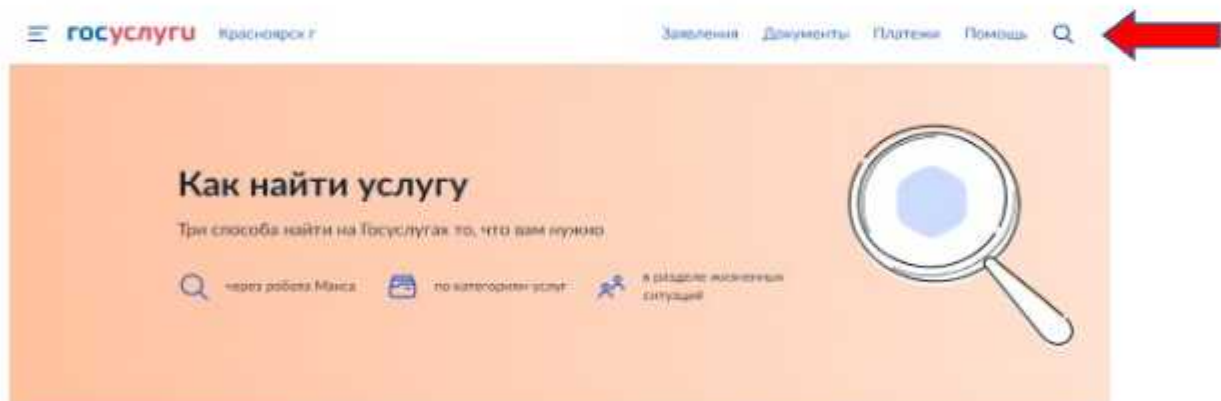 госуслуги Красноярск г Заявления Документы Платежи Помощь
Как найти услугу
Три способа найти на Госуслугах то, что вам нужно
через робота Макса по категориям услуг в разделе жизненных
ситуаций